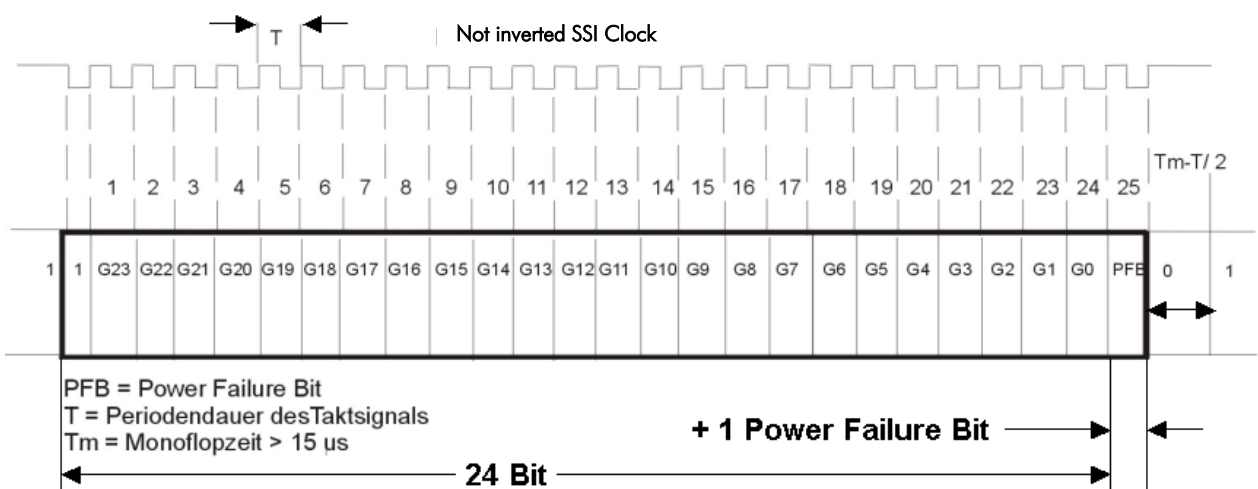 T
Not inverted SSI Clock
Tm-T/ 2
1 2 3 4 5 6 7 8 9 10 11 12 13 14 15 16 17 18 19 20 21 22 23 24 25
1 1 G23 G22 G21 G20 G19 G18 G17 G16 G15 G14 G13 G12 G11 G10 G9 G8 G7 G6 G5 G4 G3 G2 G1 G0 PFB 0 1
PFB = Power Failure Bit
T = Periodendauer desTaktsignals
Tm = Monoflopzeit > 15 us
+ 1 Power Failure Bit
24 Bit